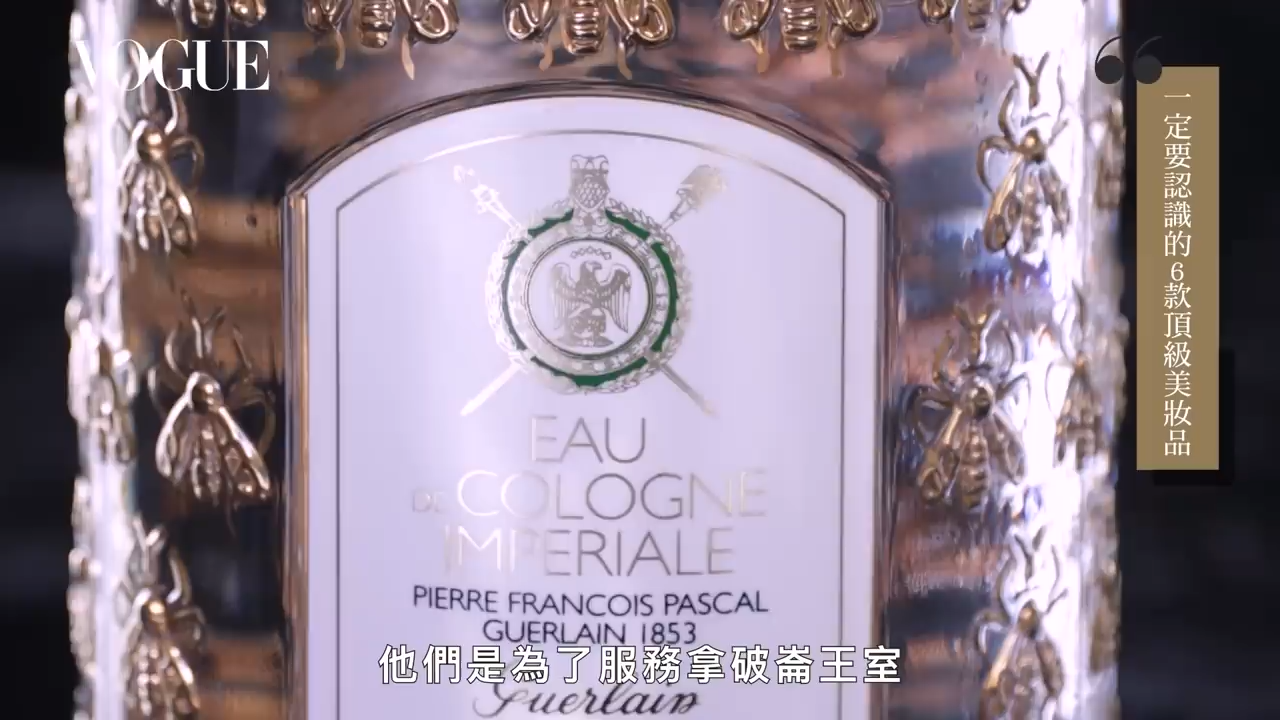 VOGUE
一定要認識的6款頂級美妝品
EAU
DE COLOGNE
IMPERIALE
PIERRE FRANCOIS PASCAL
GUERLAIN 1853
他們是為了服務拿破崙王室
Guerlain